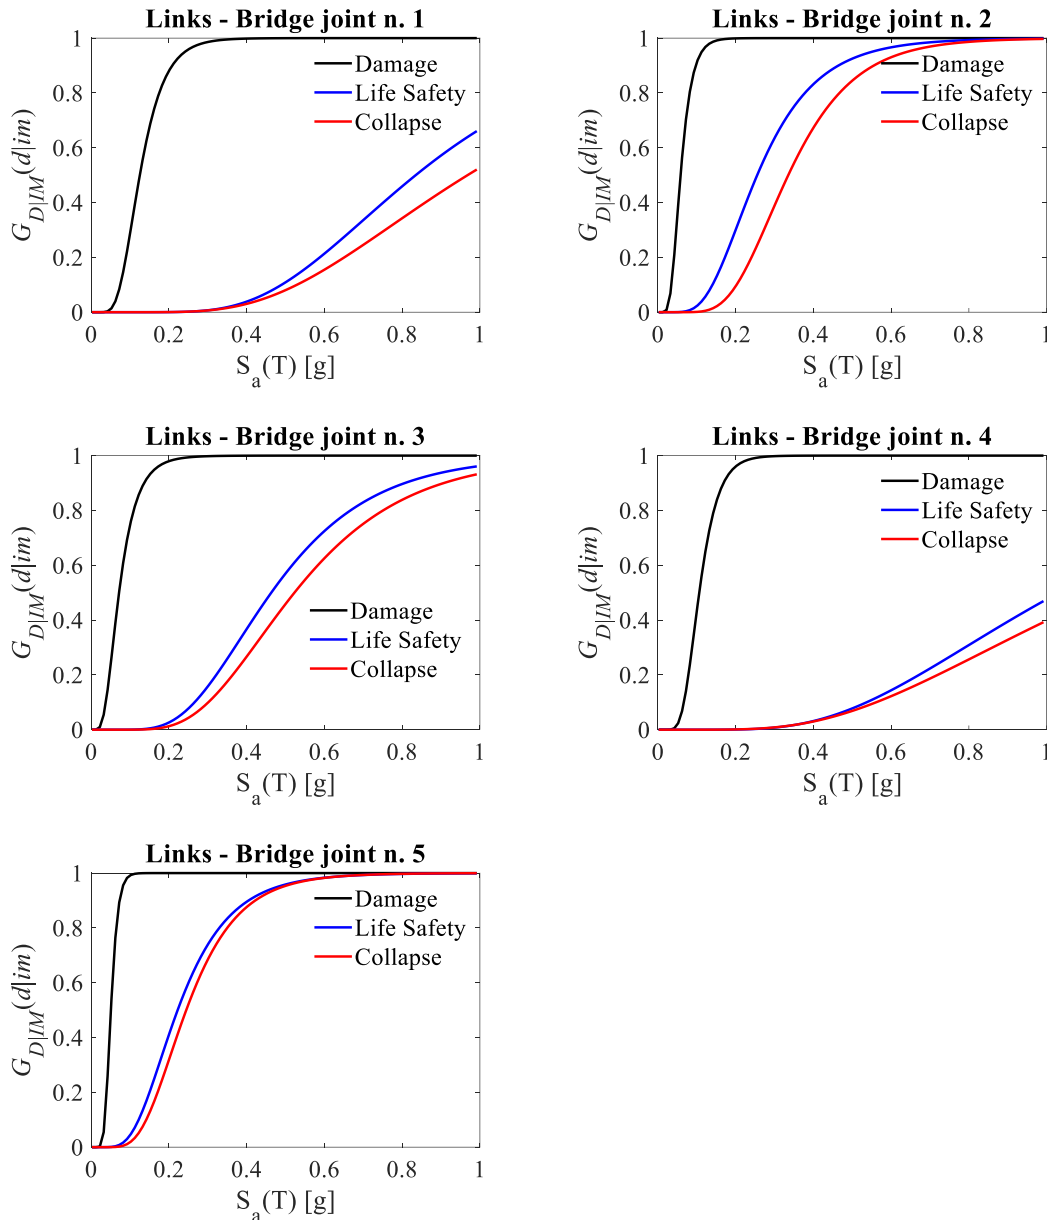 Links - Bridge joint n. 1
G_{D|IM}(d|im)
1
0.8
0.6
0.4
0.2
0
Damage
Life Safety
Collapse
0 0.2 0.4 0.6 0.8 1
S_a(T) [g]
Links - Bridge joint n. 2
G_{D|IM}(d|im)
1
0.8
0.6
0.4
0.2
0
Damage
Life Safety
Collapse
0 0.2 0.4 0.6 0.8 1
S_a(T) [g]
Links - Bridge joint n. 3
G_{D|IM}(d|im)
1
0.8
0.6
0.4
0.2
0
Damage
Life Safety
Collapse
0 0.2 0.4 0.6 0.8 1
S_a(T) [g]
Links - Bridge joint n. 4
G_{D|IM}(d|im)
1
0.8
0.6
0.4
0.2
0
Damage
Life Safety
Collapse
0 0.2 0.4 0.6 0.8 1
S_a(T) [g]
Links - Bridge joint n. 5
G_{D|IM}(d|im)
1
0.8
0.6
0.4
0.2
0
Damage
Life Safety
Collapse
0 0.2 0.4 0.6 0.8 1
S_a(T) [g]